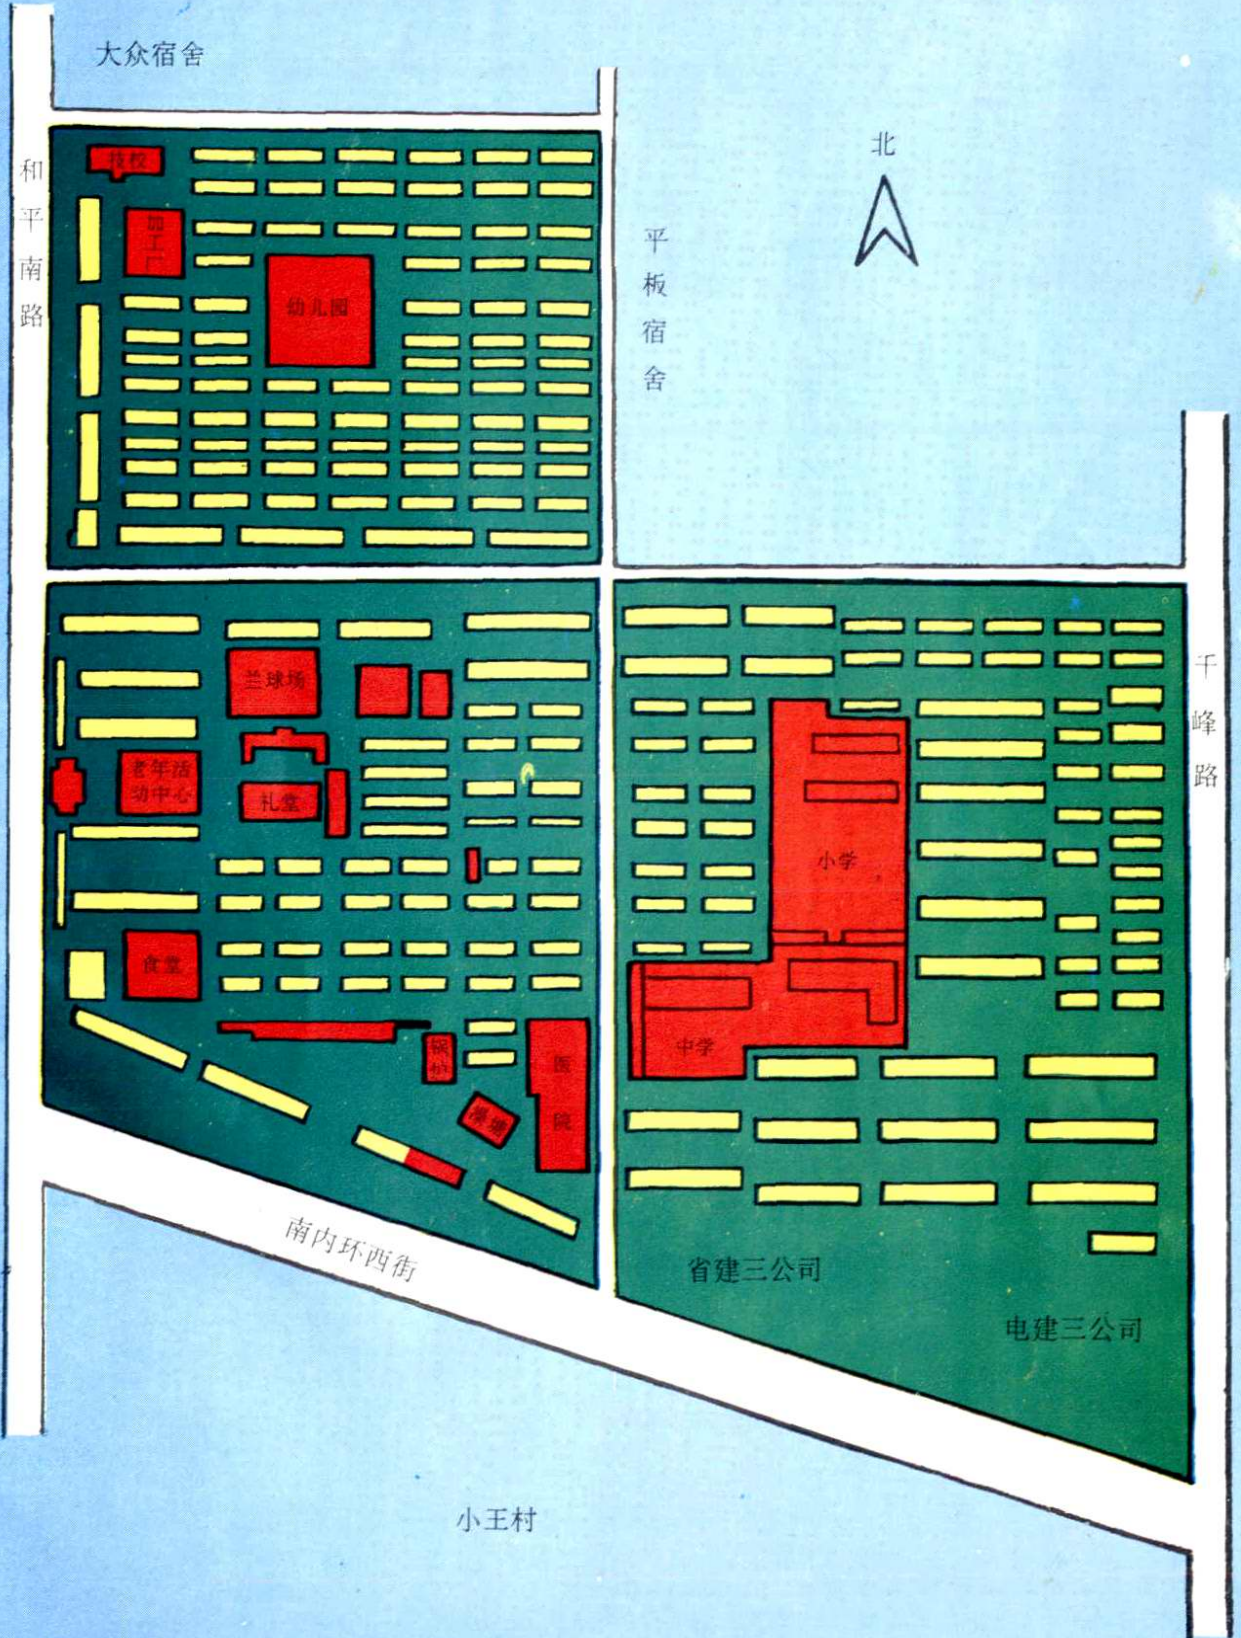 大众宿舍
北
和平南路
技校
加工厂
平板宿舍
幼儿园
千峰路
兰球场
老年活
动中心
礼堂
小学
食堂
中学
锅炉
医院
澡塘
南内环西街
省建三公司
电建三公司
小王村